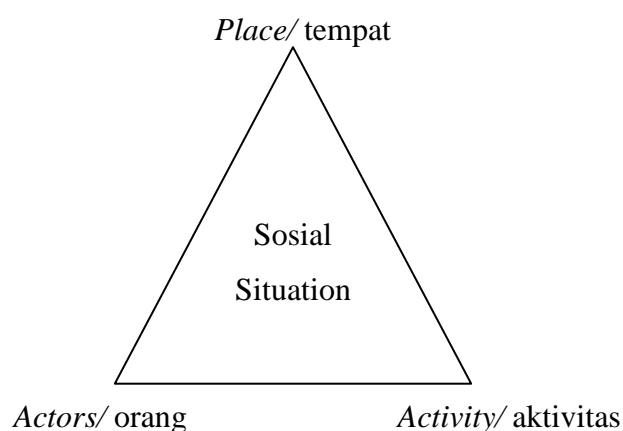 Place/ tempat
Sosial
Situation
Actors/ orang
Activity/ aktivitas